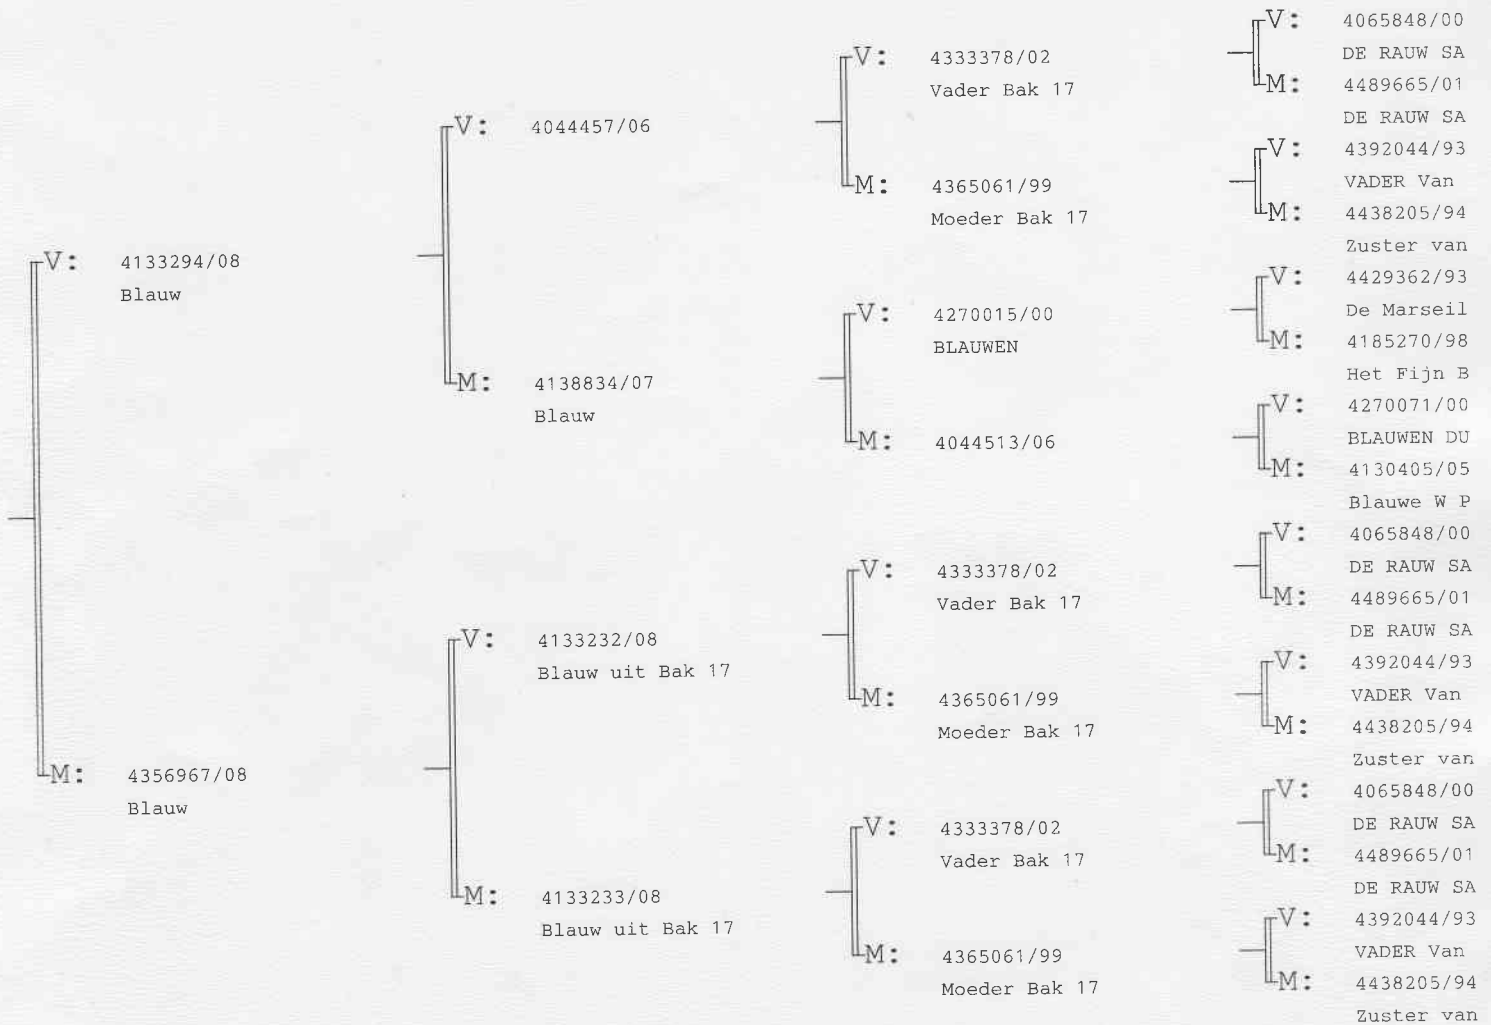 V: 4133294/08
Blauw
M: 4356967/08
Blauw
V: 4044457/06
M: 4138834/07
Blauw
V: 4133232/08
Blauw uit Bak 17
M: 4133233/08
Blauw uit Bak 17
V: 4333378/02
Vader Bak 17
M: 4365061/99
Moeder Bak 17
V: 4270015/00
BLAUWEN
M: 4044513/06
V: 4333378/02
Vader Bak 17
M: 4365061/99
Moeder Bak 17
V: 4333378/02
Vader Bak 17
M: 4365061/99
Moeder Bak 17
V: 4065848/00
DE RAUW SA
M: 4489665/01
DE RAUW SA
V: 4392044/93
VADER Van
M: 4438205/94
Zuster van
V: 4429362/93
De Marseil
M: 4185270/98
Het Fijn B
V: 4270071/00
BLAUWEN DU
M: 4130405/05
Blauwe W P
V: 4065848/00
DE RAUW SA
M: 4489665/01
DE RAUW SA
V: 4392044/93
VADER Van
M: 4438205/94
Zuster van
V: 4065848/00
DE RAUW SA
M: 4489665/01
DE RAUW SA
V: 4392044/93
VADER Van
M: 4438205/94
Zuster van